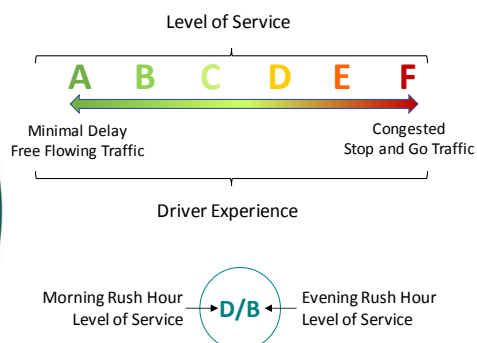 Level of Service
A B C D E F
Minimal Delay
Free Flowing Traffic
Congested
Stop and Go Traffic
Driver Experience
Morning Rush Hour
Level of Service
D/B
Evening Rush Hour
Level of Service